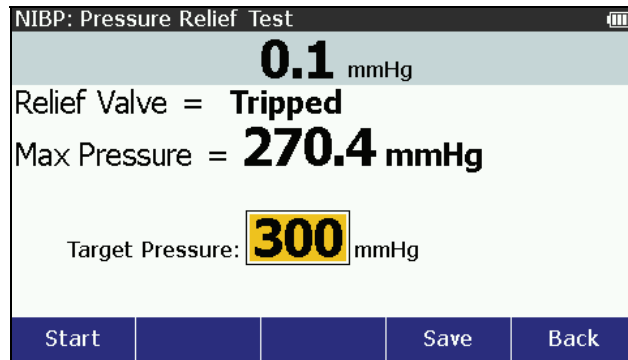 NIBP: Pressure Relief Test
0.1 mmHg
Relief Valve = Tripped
Max Pressure = 270.4 mmHg
Target Pressure: 300 mmHg
Start Save Back